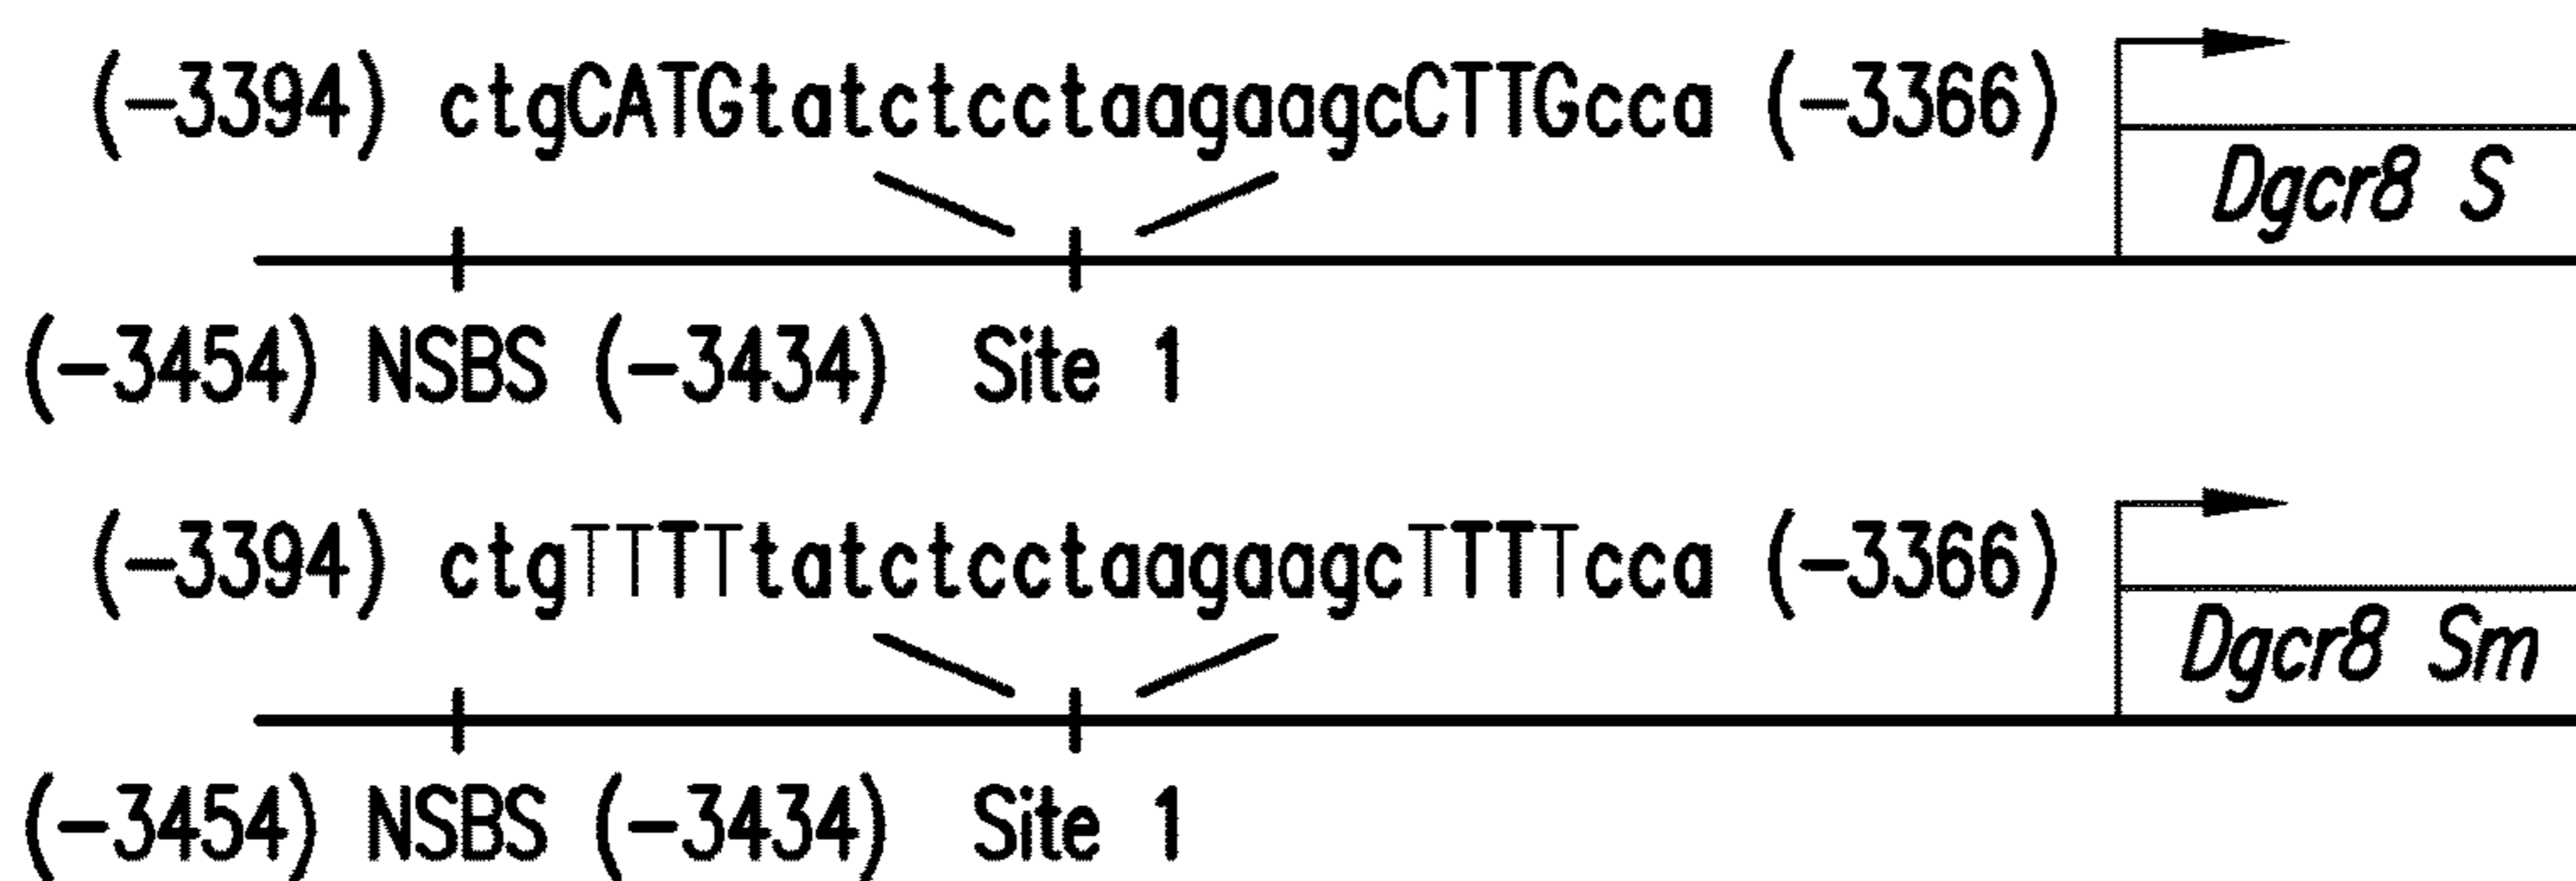 (-3394) ctgCATGtatctcctaagaagcCTTGcca (-3366)
Dgcr8 S
(-3454) NSBS (-3434) Site 1
(-3394) ctgTTTTtatctcctaagaagcTTTTcca (-3366)
Dgcr8 Sm
(-3454) NSBS (-3434) Site 1